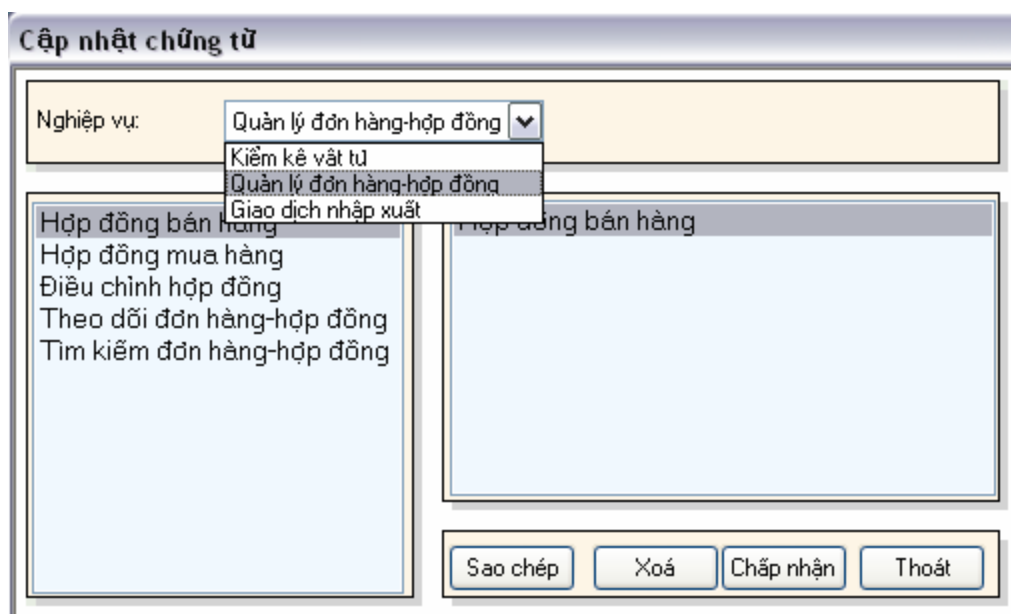 Cập nhật chứng từ
Nghiệp vụ:
Quản lý đơn hàng-hợp đồng
Kiểm kê vật tư
Quản lý đơn hàng-hợp đồng
Giao dịch nhập xuất
Hợp đồng bán hàng
Hợp đồng mua hàng
Điều chỉnh hợp đồng
Theo dõi đơn hàng-hợp đồng
Tìm kiếm đơn hàng-hợp đồng
Hợp đồng bán hàng
Sao chép
Xoá
Chấp nhận
Thoát